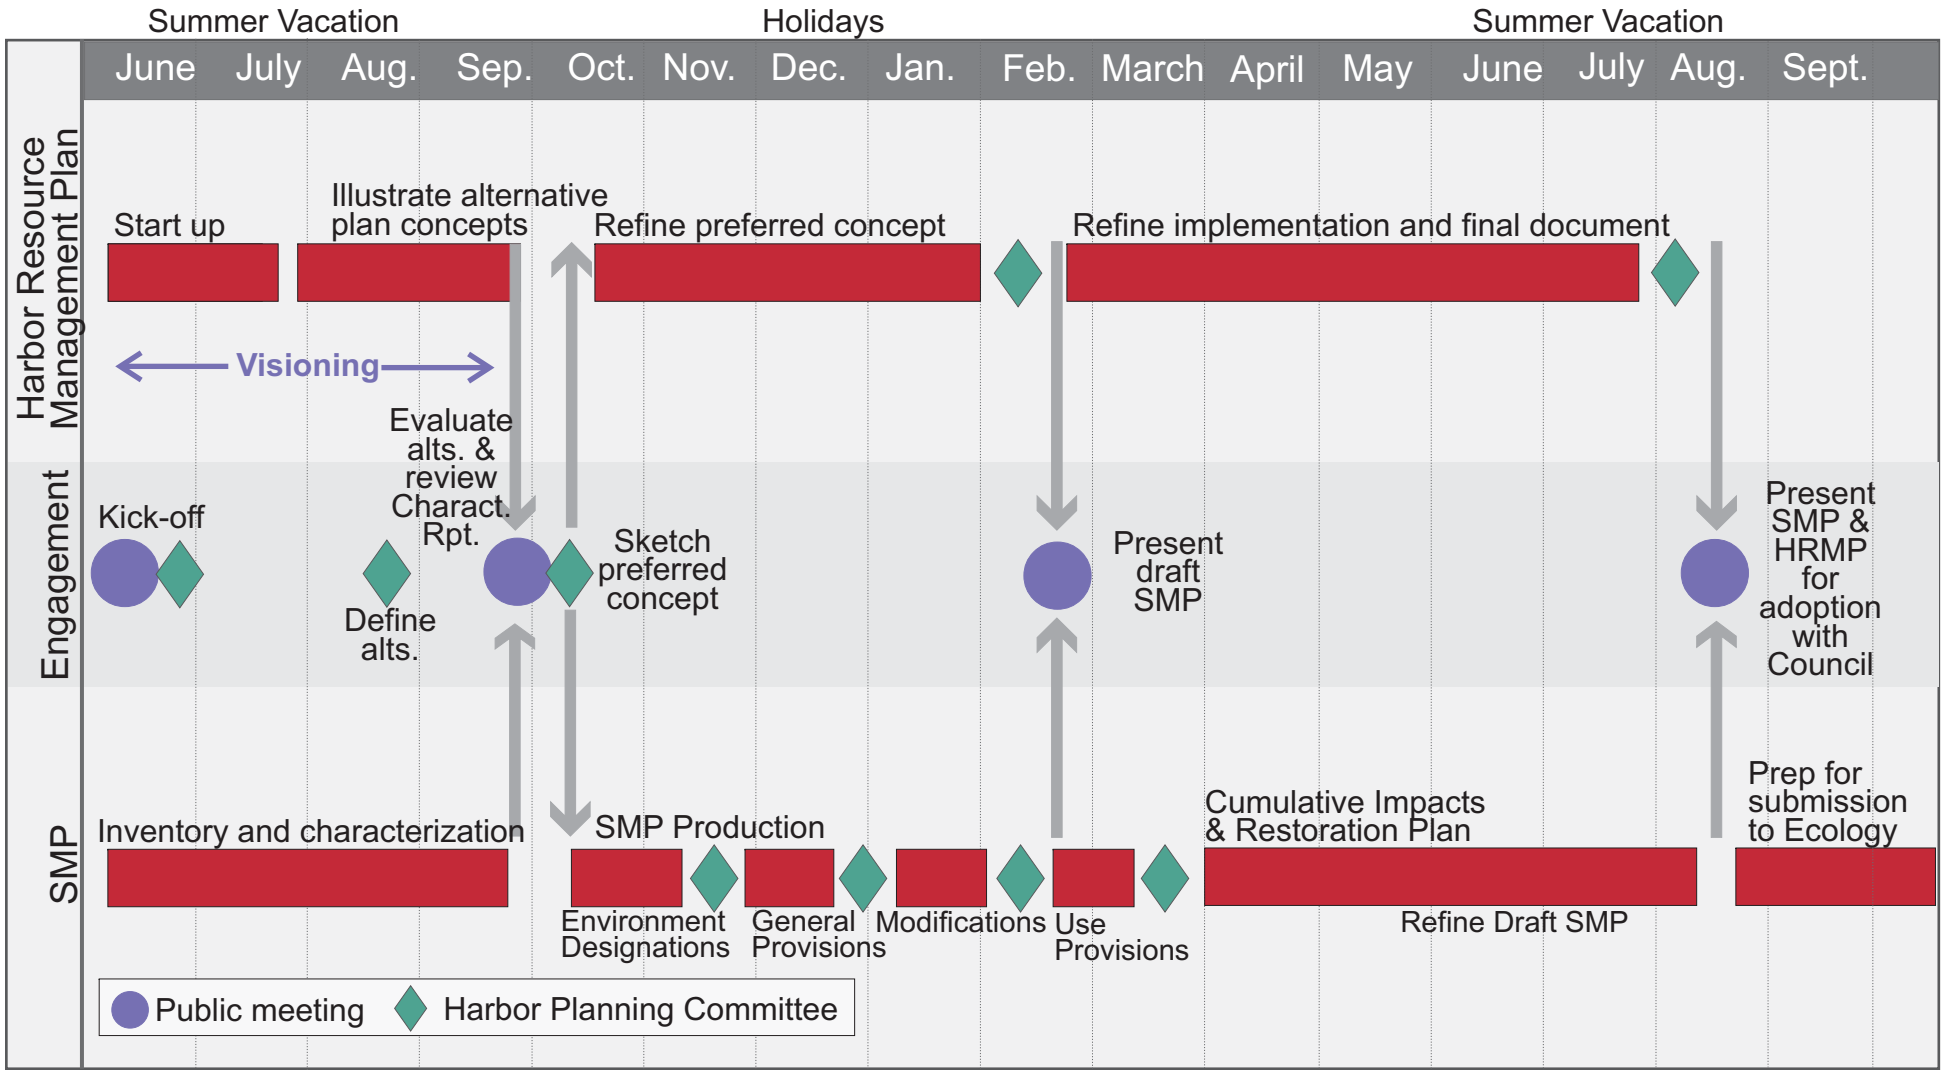 Summer Vacation
Holidays
Summer Vacation
June July Aug. Sep. Oct. Nov. Dec. Jan. Feb. March April May June July Aug. Sept.
Harbor Resource
Management Plan
Start up
Illustrate alternative
plan concepts
Refine preferred concept
Refine implementation and final document
Visioning
Engagement
Kick-off
Define
alts.
Evaluate
alts. &
review
Charact.
Rpt.
Sketch
preferred
concept
Present
draft
SMP
Present
SMP &
HRMP
for
adoption
with
Council
SMP
Inventory and characterization
SMP Production
Environment
Designations
General
Provisions
Modifications
Use
Provisions
Cumulative Impacts
& Restoration Plan
Refine Draft SMP
Prep for
submission
to Ecology
Public meeting
Harbor Planning Committee